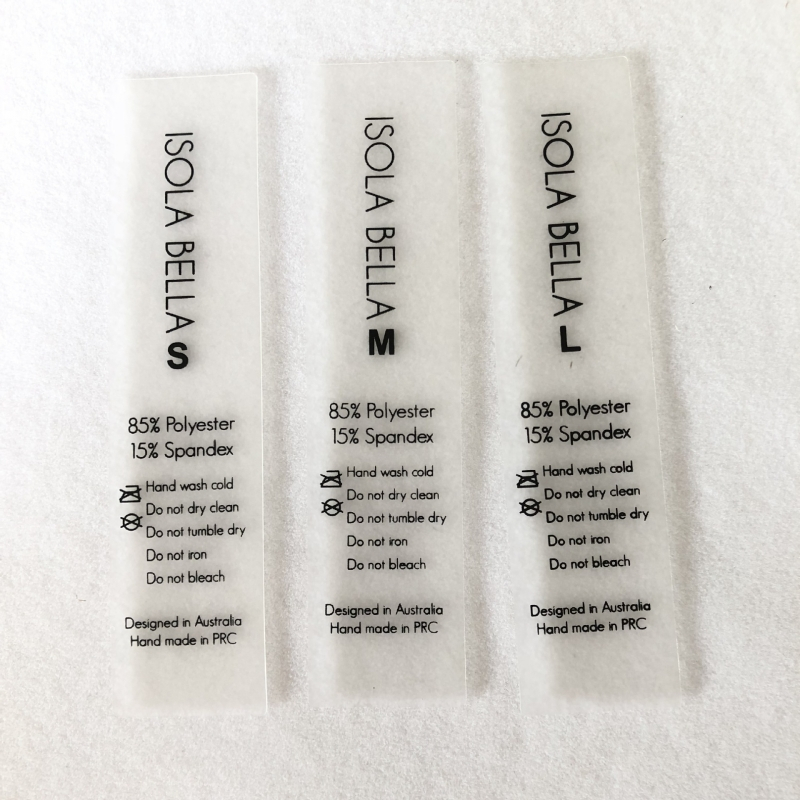 ISOLA BELLA
S
85% Polyester
15% Spandex
Hand wash cold
Do not dry clean
Do not tumble dry
Do not iron
Do not bleach
Designed in Australia
Hand made in PRC
ISOLA BELLA
M
85% Polyester
15% Spandex
Hand wash cold
Do not dry clean
Do not tumble dry
Do not iron
Do not bleach
Designed in Australia
Hand made in PRC
ISOLA BELLA
L
85% Polyester
15% Spandex
Hand wash cold
Do not dry clean
Do not tumble dry
Do not iron
Do not bleach
Designed in Australia
Hand made in PRC